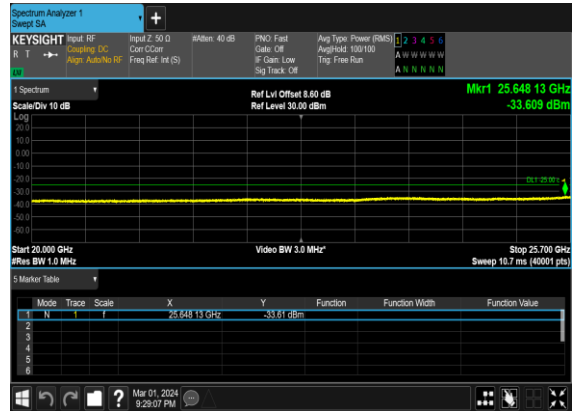 Spectrum Analyzer 1
Swept SA
+
KEYSIGHT Input: RF Input Z: 50 Ω #Atten: 40 dB PNO: Fast Avg Type: Power (RMS) 1 2 3 4 5 6
R T Coupling: DC Corr CCorr Gate: Off Avg|Hold: 100/100 A W W W W W
Align: Auto/No RF Freq Ref: Int (S) IF Gain: Low Trig: Free Run
Sig Track: Off A N N N N N
1 Spectrum Ref Lvl Offset 8.60 dB Mkr1 25.648 13 GHz
Scale/Div 10 dB Ref Level 30.00 dBm -33.609 dBm
Log
20.0
10.0
0.00
-10.0
-20.0
DL1 -25.00
-30.0
-40.0
-50.0
-60.0
Start 20.000 GHz Video BW 3.0 MHz* Stop 25.700 GHz
#Res BW 1.0 MHz Sweep 10.7 ms (40001 pts)
5 Marker Table
Mode Trace Scale X Y Function Function Width Function Value
1 N 1 f 25.648 13 GHz -33.61 dBm
2
3
4
5
6
? Mar 01, 2024
9:29:07 PM